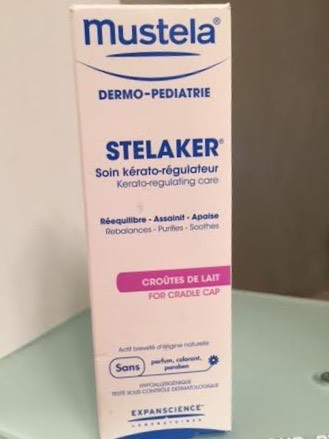 mustela®
DERMO-PEDIATRIE
STELAKER®
Soin kérato-régulateur
Kerato-regulating care
Rééquilibre - Assainit - Apaise
Rebalances - Purifies - Soothes
CROÛTES DE LAIT
FOR CRADLE CAP
Actif breveté d'origine naturelle
Sans parfum, colorant,
paraben
HYPOALLERGÉNIQUE
TESTÉ SOUS CONTRÔLE DERMATOLOGIQUE
EXPANSCIENCE
LABORATOIRES